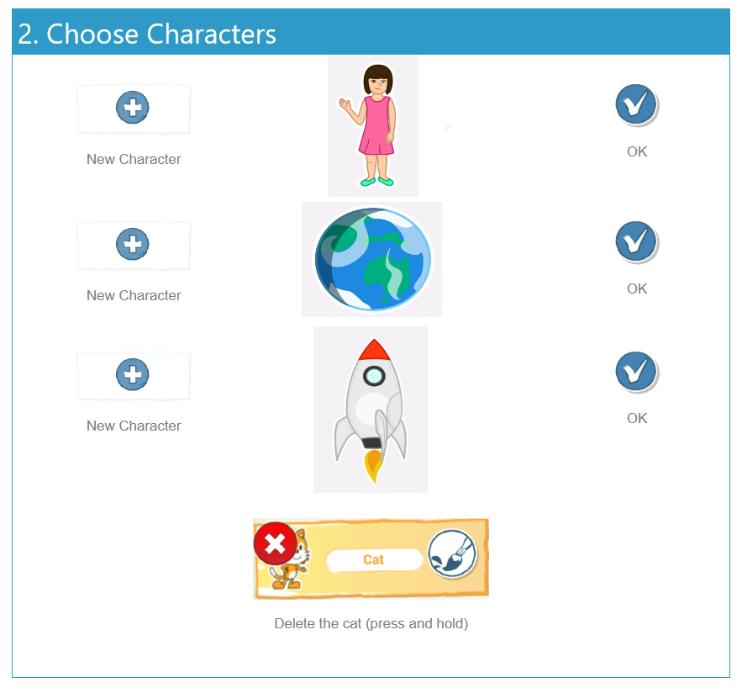 2. Choose Characters
New Character
OK
New Character
OK
New Character
OK
Cat
Delete the cat (press and hold)